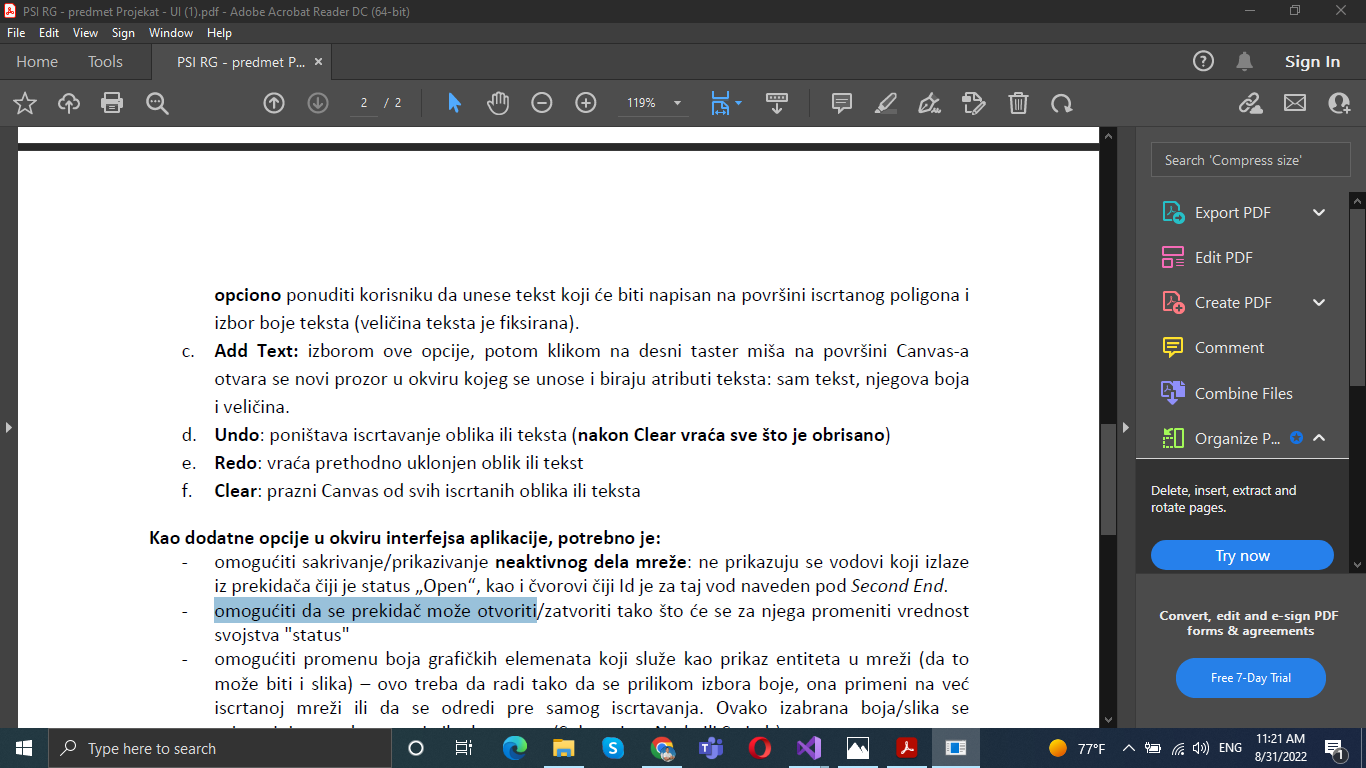 PSI RG - predmet Projekat - UI (1).pdf - Adobe Acrobat Reader DC (64-bit)
File Edit View Sign Window Help
Home Tools PSI RG - predmet P... × Sign In
2 / 2 119%
opciono ponuditi korisniku da unese tekst koji će biti napisan na površini iscrtanog poligona i
izbor boje teksta (veličina teksta je fiksirana).
c. Add Text: izborom ove opcije, potom klikom na desni taster miša na površini Canvas-a
otvara se novi prozor u okviru kojeg se unose i biraju atributi teksta: sam tekst, njegova boja
i veličina.
d. Undo: poništava iscrtavanje oblika ili teksta (nakon Clear vraća sve što je obrisano)
e. Redo: vraća prethodno uklonjen oblik ili tekst
f. Clear: prazni Canvas od svih iscrtanih oblika ili teksta
Kao dodatne opcije u okviru interfejsa aplikacije, potrebno je:
- omogućiti sakrivanje/prikazivanje neaktivnog dela mreže: ne prikazuju se vodovi koji izlaze
iz prekidača čiji je status „Open“, kao i čvorovi čiji Id je za taj vod naveden pod Second End.
- omogućiti da se prekidač može otvoriti/zatvoriti tako što će se za njega promeniti vrednost
svojstva "status"
- omogućiti promenu boja grafičkih elemenata koji služe kao prikaz entiteta u mreži (da to
može biti i slika) – ovo treba da radi tako da se prilikom izbora boje, ona primeni na već
iscrtanoj mreži ili da se odredi pre samog iscrtavanja. Ovako izabrana boja/slika se
Search 'Compress size'
Export PDF
Edit PDF
Create PDF
Comment
Combine Files
Organize P...
Delete, insert, extract and
rotate pages.
Try now
Convert, edit and e-sign PDF
forms & agreements
Free 7-Day Trial
Type here to search
77°F ENG 11:21 AM
8/31/2022
1